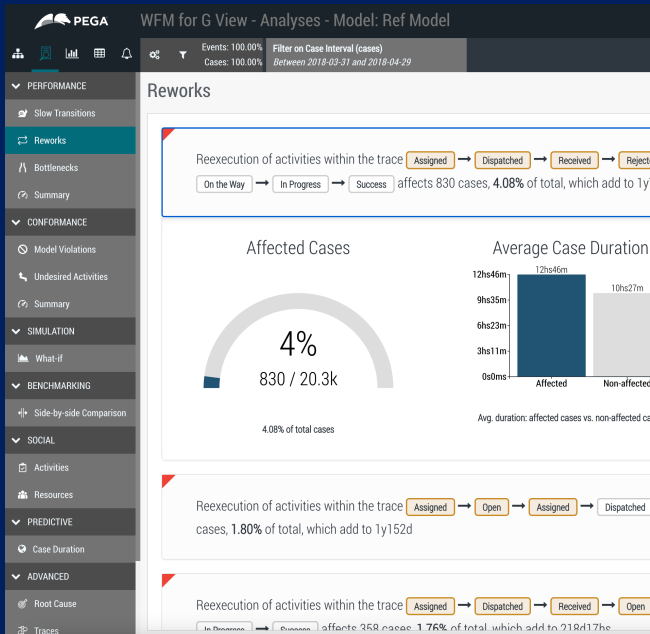 PEGA
WFM for G View - Analyses - Model: Ref Model
Events: 100.00%
Cases: 100.00%
Filter on Case Interval (cases)
Between 2018-03-31 and 2018-04-29
PERFORMANCE
Slow Transitions
Reworks
Bottlenecks
Summary
CONFORMANCE
Model Violations
Undesired Activities
Summary
SIMULATION
What-if
BENCHMARKING
Side-by-side Comparison
SOCIAL
Activities
Resources
PREDICTIVE
Case Duration
ADVANCED
Root Cause
Traces
Reworks
Reexecution of activities within the trace Assigned → Dispatched → Received → Reject
On the Way → In Progress → Success affects 830 cases, 4.08% of total, which add to 1y
Affected Cases
4%
830 / 20.3k
4.08% of total cases
Average Case Duration
12hs46m
9hs35m
6hs23m
3hs11m
0s0ms
12hs46m
10hs27m
Affected
Non-affected
Avg. duration: affected cases vs. non-affected ca
Reexecution of activities within the trace Assigned → Open → Assigned → Dispatched
cases, 1.80% of total, which add to 1y152d
Reexecution of activities within the trace Assigned → Dispatched → Received → Open
In Progress → Success affects 358 cases, 1.76% of total, which add to 218d17hs